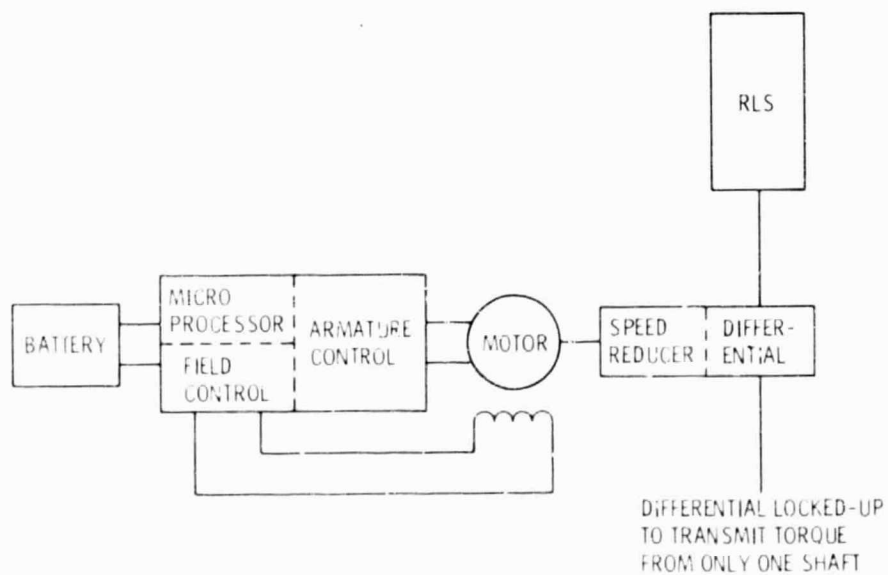 RLS
BATTERY
MICRO
PROCESSOR
FIELD
CONTROL
ARMATURE
CONTROL
MOTOR
SPEED
REDUCER
DIFFER-
ENTIAL
DIFFERENTIAL LOCKED-UP
TO TRANSMIT TORQUE
FROM ONLY ONE SHAFT